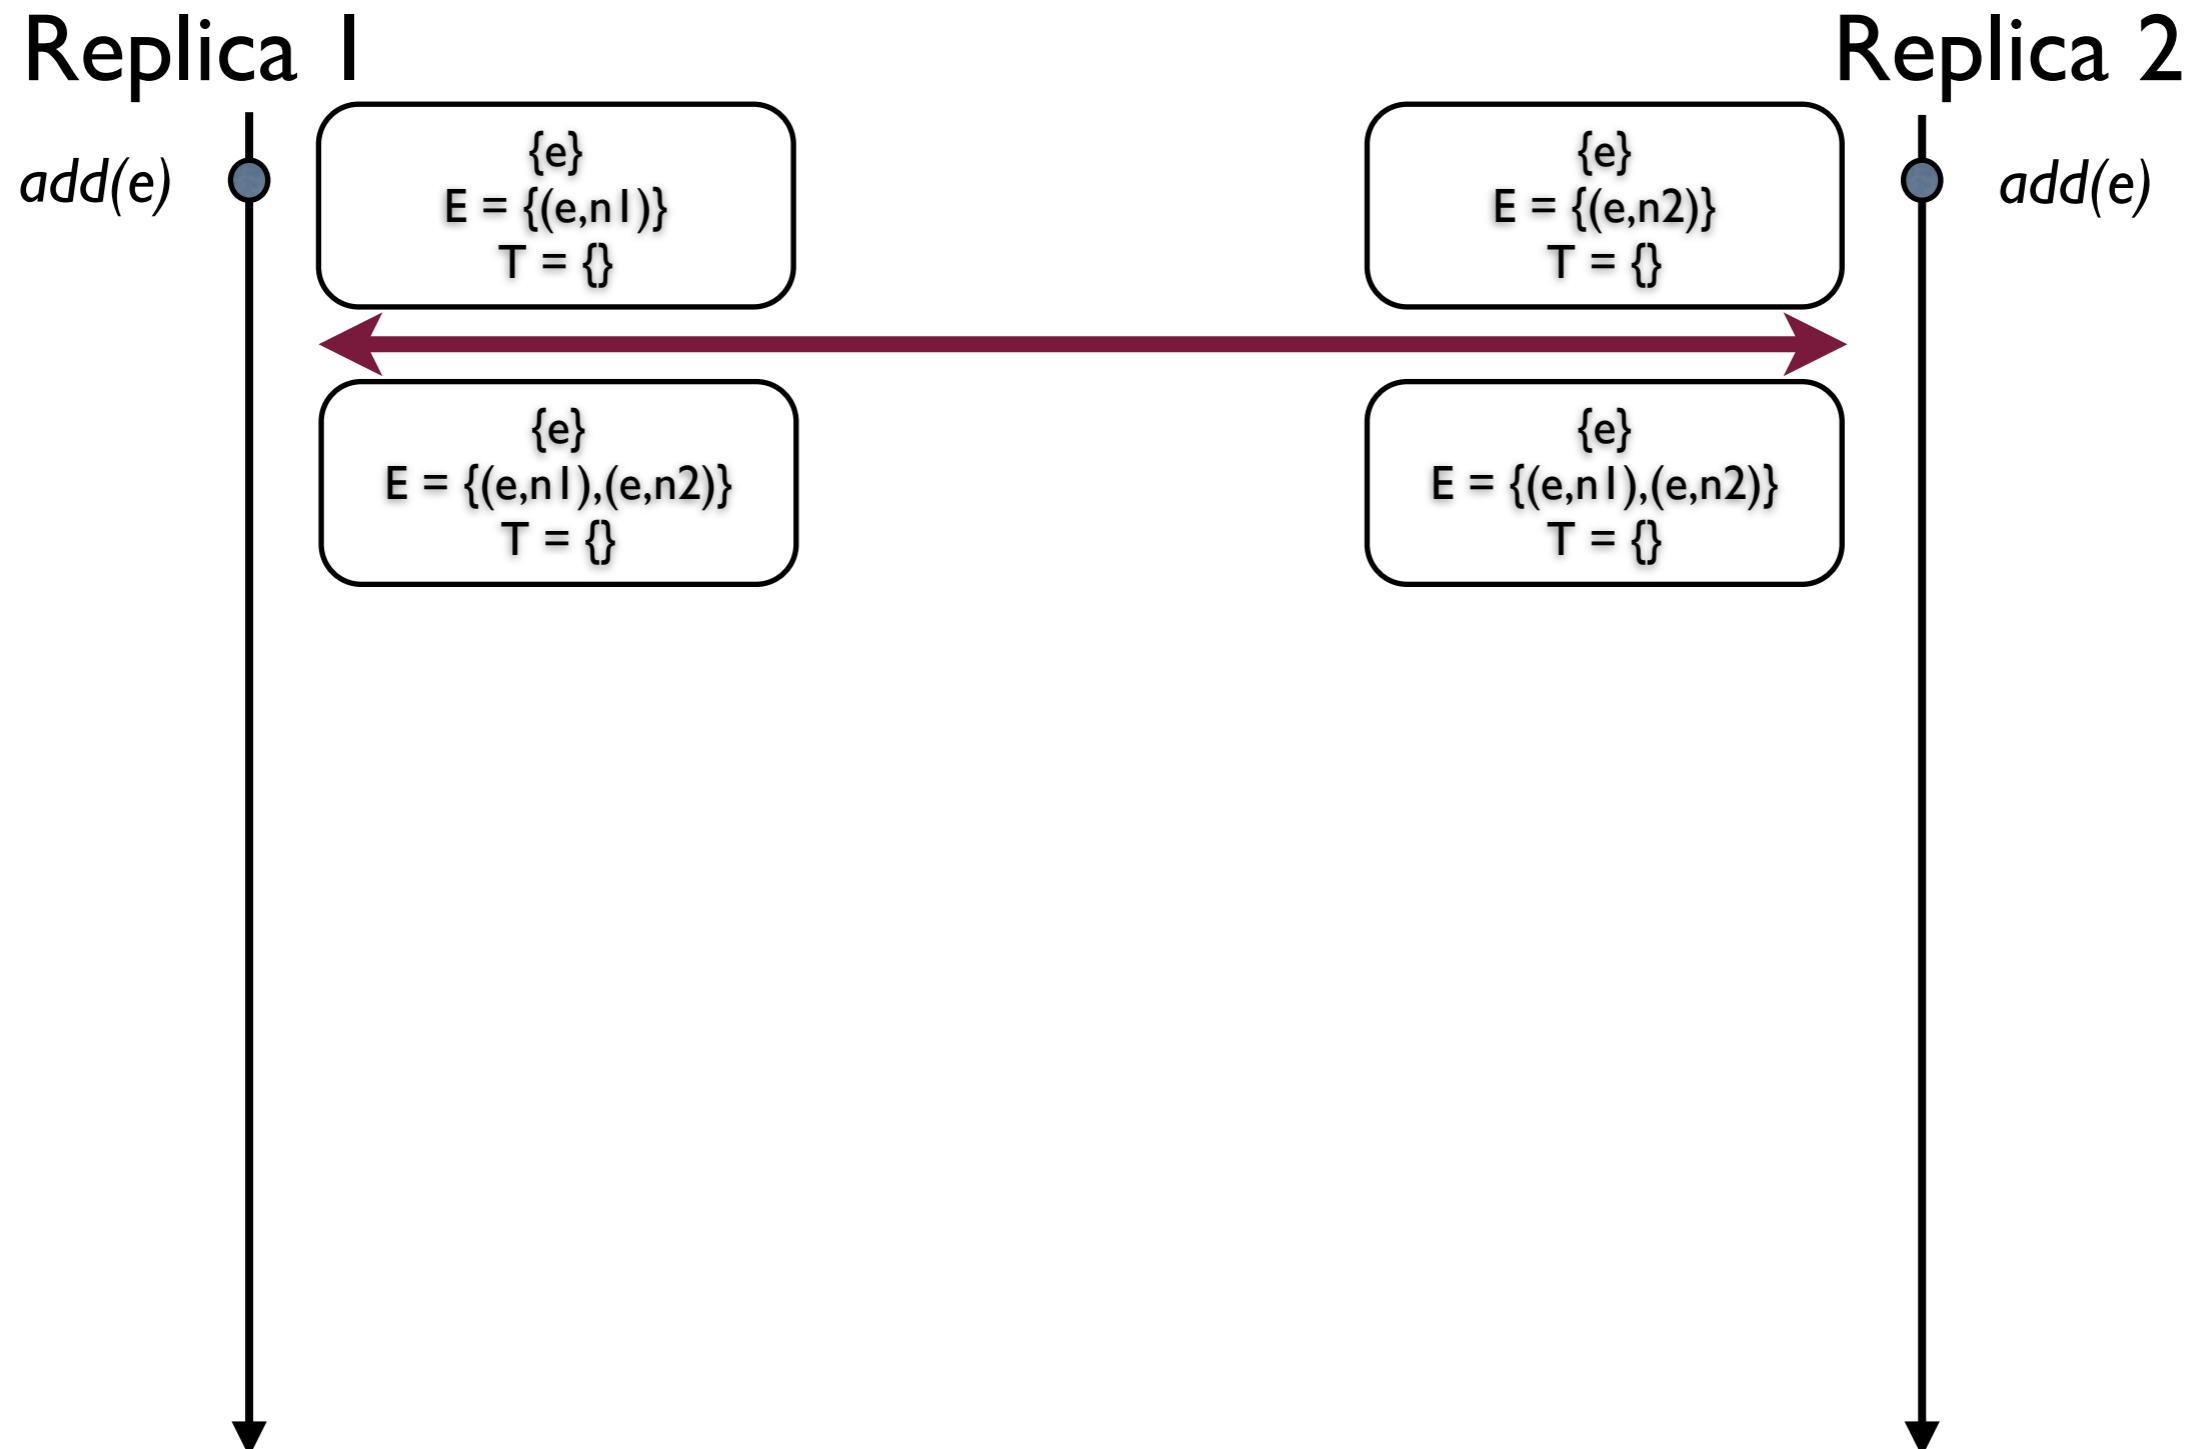 Replica 1
Replica 2
add(e)
{e}
E = {(e,n1)}
T = {}
{e}
E = {(e,n2)}
T = {}
add(e)
{e}
E = {(e,n1),(e,n2)}
T = {}
{e}
E = {(e,n1),(e,n2)}
T = {}